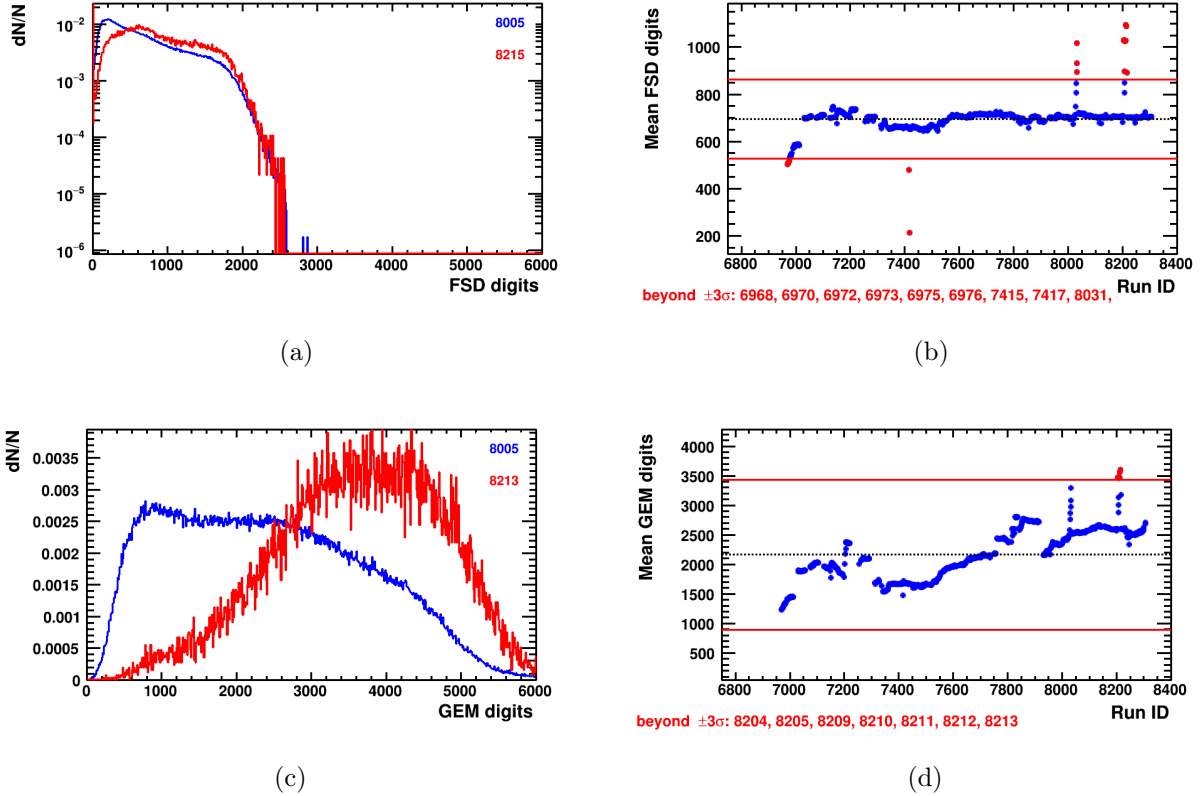 dN/N
8005
8215
10⁻²
10⁻³
10⁻⁴
10⁻⁵
10⁻⁶
0 1000 2000 3000 4000 5000 6000
FSD digits
(a)
Mean FSD digits
1000
800
600
400
200
6800 7000 7200 7400 7600 7800 8000 8200 8400
Run ID
beyond ±3σ: 6968, 6970, 6972, 6973, 6975, 6976, 7415, 7417, 8031,
(b)
dN/N
8005
8213
0.0035
0.003
0.0025
0.002
0.0015
0.001
0.0005
0
0 1000 2000 3000 4000 5000 6000
GEM digits
(c)
Mean GEM digits
4000
3500
3000
2500
2000
1500
1000
500
6800 7000 7200 7400 7600 7800 8000 8200 8400
Run ID
beyond ±3σ: 8204, 8205, 8209, 8210, 8211, 8212, 8213
(d)